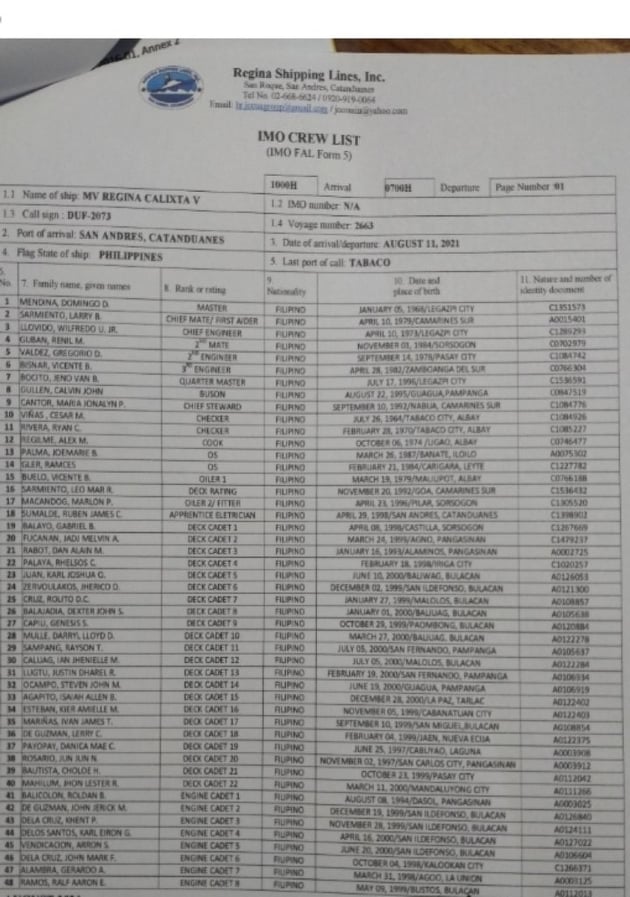 Annex 2
Regina Shipping Lines, Inc.
San Roque, San Andres, Catanduanes
Tel No. 02-668-6624 / 0920-919-0064
Email:
IMO CREW LIST
(IMO FAL Form 5)
1000H Arrival 0700H Departure Page Number 01
1.1 Name of ship: MV REGINA CALIXTA V 1.2 IMO number: N/A
1.3 Call sign : DUF-2073 1.4 Voyage number: 2663
2. Port of arrival: SAN ANDRES, CATANDUANES 3. Date of arrival/departure: AUGUST 11, 2021
4. Flag State of ship: PHILIPPINES 5. Last port of call: TABACO
6. No. 7. Family name, given names 8. Rank or rating 9. Nationality 10. Date and place of birth 11. Nature and number of identity document
1 MENDINA, DOMINGO D. MASTER FILIPINO JANUARY 05, 1968/LEGAZPI CITY C1351573
2 SARMIENTO, LARRY B. CHIEF MATE/ FIRST AIDER FILIPINO APRIL 10, 1979/CAMARINES SUR A0015401
3 LLOVIDO, WILFREDO U. JR. CHIEF ENGINEER FILIPINO APRIL 10, 1973/LEGAZPI CITY C1285293
4 GUBAN, RENIL M. 2ND MATE FILIPINO NOVEMBER 03, 1984/SORSOGON C0702979
5 VALDEZ, GREGORIO D. 2ND ENGINEER FILIPINO SEPTEMBER 14, 1978/PASAY CITY C1084742
6 BISNAR, VICENTE B. 3RD ENGINEER FILIPINO APRIL 28, 1982/ZAMBOANGA DEL SUR C0766304
7 BOCITO, JENO VAN B. QUARTER MASTER FILIPINO JULY 17, 1996/LEGAZPI CITY C1536591
8 GULLEN, CALVIN JOHN BUSON FILIPINO AUGUST 22, 1995/GUAGUA,PAMPANGA C0847519
9 CANTOR, MARIA JONALYN P. CHIEF STEWARD FILIPINO SEPTEMBER 10, 1992/NABUA, CAMARINES SUR C1084776
10 VIÑAS, CESAR M. CHECKER FILIPINO JULY 26, 1964/TABACO CITY, ALBAY C1084926
11 RIVERA, RYAN C. CHECKER FILIPINO FEBRUARY 28, 1970/TABACO CITY, ALBAY C1085227
12 REGILME, ALEX M. COOK FILIPINO OCTOBER 06, 1974 /LIGAO, ALBAY C0746477
13 PALMA, JOEMARIE B. OS FILIPINO MARCH 26, 1987/BANATE, ILOILO A0075302
14 GLER, RAMCES OS FILIPINO FEBRUARY 21, 1984/CARIGARA, LEYTE C1227782
15 BUELO, VICENTE B. OILER 1 FILIPINO MARCH 19, 1979/MALILIPOT, ALBAY C0766188
16 SARMIENTO, LEO MAR R. DECK RATING FILIPINO NOVEMBER 20, 1992/GOA, CAMARINES SUR C1536432
17 MACANDOG, MARLON P. OILER 2/ FITTER FILIPINO APRIL 23, 1996/PILAR, SORSOGON C1305520
18 SUMALDE, RUBEN JAMES C. APPRENTICE ELETRICIAN FILIPINO APRIL 29, 1998/SAN ANDRES, CATANDUANES C1398902
19 BALAYO, GABRIEL B. DECK CADET 1 FILIPINO APRIL 08, 1998/CASTILLA, SORSOGON C1267669
20 FUCANAN, JADI MELVIN A. DECK CADET 2 FILIPINO MARCH 24, 1999/AGNO, PANGASINAN C1479237
21 RABOT, DAN ALAIN M. DECK CADET 3 FILIPINO JANUARY 16, 1993/ALAMINOS, PANGASINAN A0002725
22 PALAYA, RHELSOS C. DECK CADET 4 FILIPINO FEBRUARY 18, 1998/IRIGA CITY C1020257
23 JUAN, KARL JOSHUA G. DECK CADET 5 FILIPINO JUNE 10, 2000/BALIWAG, BULACAN A0126053
24 ZERVOULAKOS, JHERICO D. DECK CADET 6 FILIPINO DECEMBER 02, 1999/SAN ILDEFONSO, BULACAN A0121300
25 CRUZ, ROLITO D.C. DECK CADET 7 FILIPINO JANUARY 27, 1999/MALOLOS, BULACAN A0108857
26 BALAJADIA, DEXTER JOHN S. DECK CADET 8 FILIPINO JANUARY 01, 2000/BALIUAG, BULACAN A0105638
27 CAPIU, GENESIS S. DECK CADET 9 FILIPINO OCTOBER 29, 1999/PAOMBONG, BULACAN A0120884
28 MULLE, DARRYL LLOYD D. DECK CADET 10 FILIPINO MARCH 27, 2000/BALIUAG, BULACAN A0122278
29 SAMPANG, RAYSON T. DECK CADET 11 FILIPINO JULY 05, 2000/SAN FERNANDO, PAMPANGA A0105637
30 CALUAG, IAN JHENIELLE M. DECK CADET 12 FILIPINO JULY 05, 2000/MALOLOS, BULACAN A0122284
31 LUGTU, JUSTIN DHAREL R. DECK CADET 13 FILIPINO FEBRUARY 19, 2000/SAN FERNANDO, PAMPANGA A0106934
32 OCAMPO, STEVEN JOHN M. DECK CADET 14 FILIPINO JUNE 19, 2000/GUAGUA, PAMPANGA A0106919
33 AGAPITO, ISAIAH ALLEN B. DECK CADET 15 FILIPINO DECEMBER 28, 2000/LA PAZ, TARLAC A0122402
34 ESTEBAN, KIER AMIELLE M. DECK CADET 16 FILIPINO NOVEMBER 05, 1999/CABANATUAN CITY A0122403
35 MARIÑAS, IVAN JAMES T. DECK CADET 17 FILIPINO SEPTEMBER 10, 1999/SAN MIGUEL,BULACAN A0108854
36 DE GUZMAN, LERRY C. DECK CADET 18 FILIPINO FEBRUARY 04, 1999/JAEN, NUEVA ECIJA A0122375
37 PAYOPAY, DANICA MAE C. DECK CADET 19 FILIPINO JUNE 25, 1997/CABUYAO, LAGUNA A0003908
38 ROSARIO, JUN JUN N. DECK CADET 20 FILIPINO NOVEMBER 02, 1997/SAN CARLOS CITY, PANGASINAN A0003912
39 BAUTISTA, CHOLOE H. DECK CADET 21 FILIPINO OCTOBER 23, 1999/PASAY CITY A0112042
40 MAHILUM, JHON LESTER R. DECK CADET 22 FILIPINO MARCH 11, 2000/MANDALUYONG CITY A0131266
41 BALICOLON, ROLDAN B. ENGINE CADET 1 FILIPINO AUGUST 08, 1994/DASOL, PANGASINAN A0003025
42 DE GUZMAN, JOHN JERICK M. ENGINE CADET 2 FILIPINO DECEMBER 19, 1999/SAN ILDEFONSO, BULACAN A0126840
43 DELA CRUZ, KHENT P. ENGINE CADET 3 FILIPINO NOVEMBER 28, 1999/SAN ILDEFONSO, BULACAN A0124111
44 DELOS SANTOS, KARL EIRON G. ENGINE CADET 4 FILIPINO APRIL 16, 2000/SAN ILDEFONSO, BULACAN A0127022
45 VENDICACION, ARRON S. ENGINE CADET 5 FILIPINO JUNE 20, 2000/SAN ILDEFONSO, BULACAN A0106604
46 DELA CRUZ, JOHN MARK F. ENGINE CADET 6 FILIPINO OCTOBER 04, 1998/KALOOKAN CITY C1266371
47 ALAMBRA, GERARDO A. ENGINE CADET 7 FILIPINO MARCH 31, 1998/AGOO, LA UNION A0003125
48 RAMOS, RALF AARON E. ENGINE CADET 8 FILIPINO MAY 09, 1999/BUSTOS, BULACAN A0112013